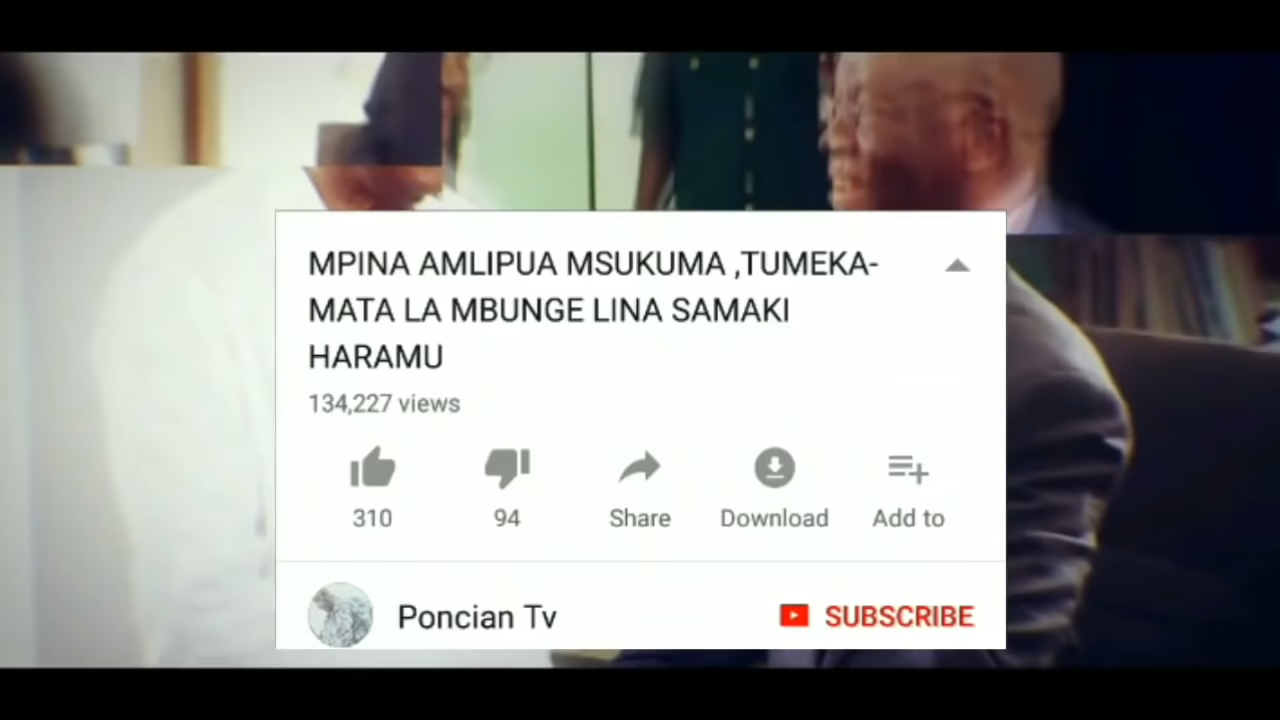 MPINA AMLIPUA MSUKUMA ,TUMEKA-
MATA LA MBUNGE LINA SAMAKI
HARAMU
134,227 views
310 94 Share Download Add to
Poncian Tv SUBSCRIBE